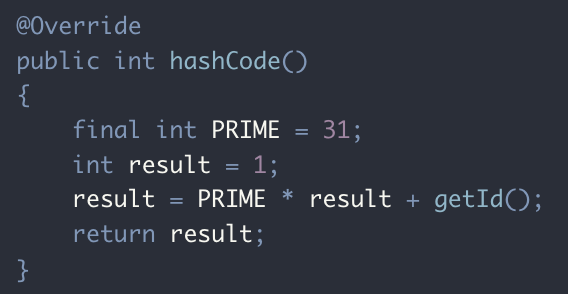 @Override
public int hashCode()
{
    final int PRIME = 31;
    int result = 1;
    result = PRIME * result + getId();
    return result;
}